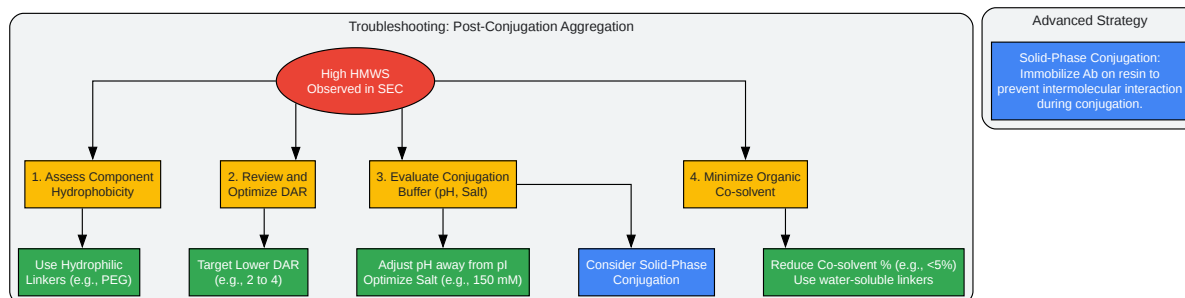 Troubleshooting: Post-Conjugation Aggregation
High HMWS
Observed in SEC
1. Assess Component
Hydrophobicity
2. Review and
Optimize DAR
3. Evaluate Conjugation
Buffer (pH, Salt)
4. Minimize Organic
Co-solvent
Use Hydrophilic
Linkers (e.g., PEG)
Target Lower DAR
(e.g., 2 to 4)
Adjust pH away from pI
Optimize Salt (e.g., 150 mM)
Consider Solid-Phase
Conjugation
Reduce Co-solvent % (e.g., <5%)
Use water-soluble linkers
Advanced Strategy
Solid-Phase Conjugation:
Immobilize Ab on resin to
prevent intermolecular interaction
during conjugation.